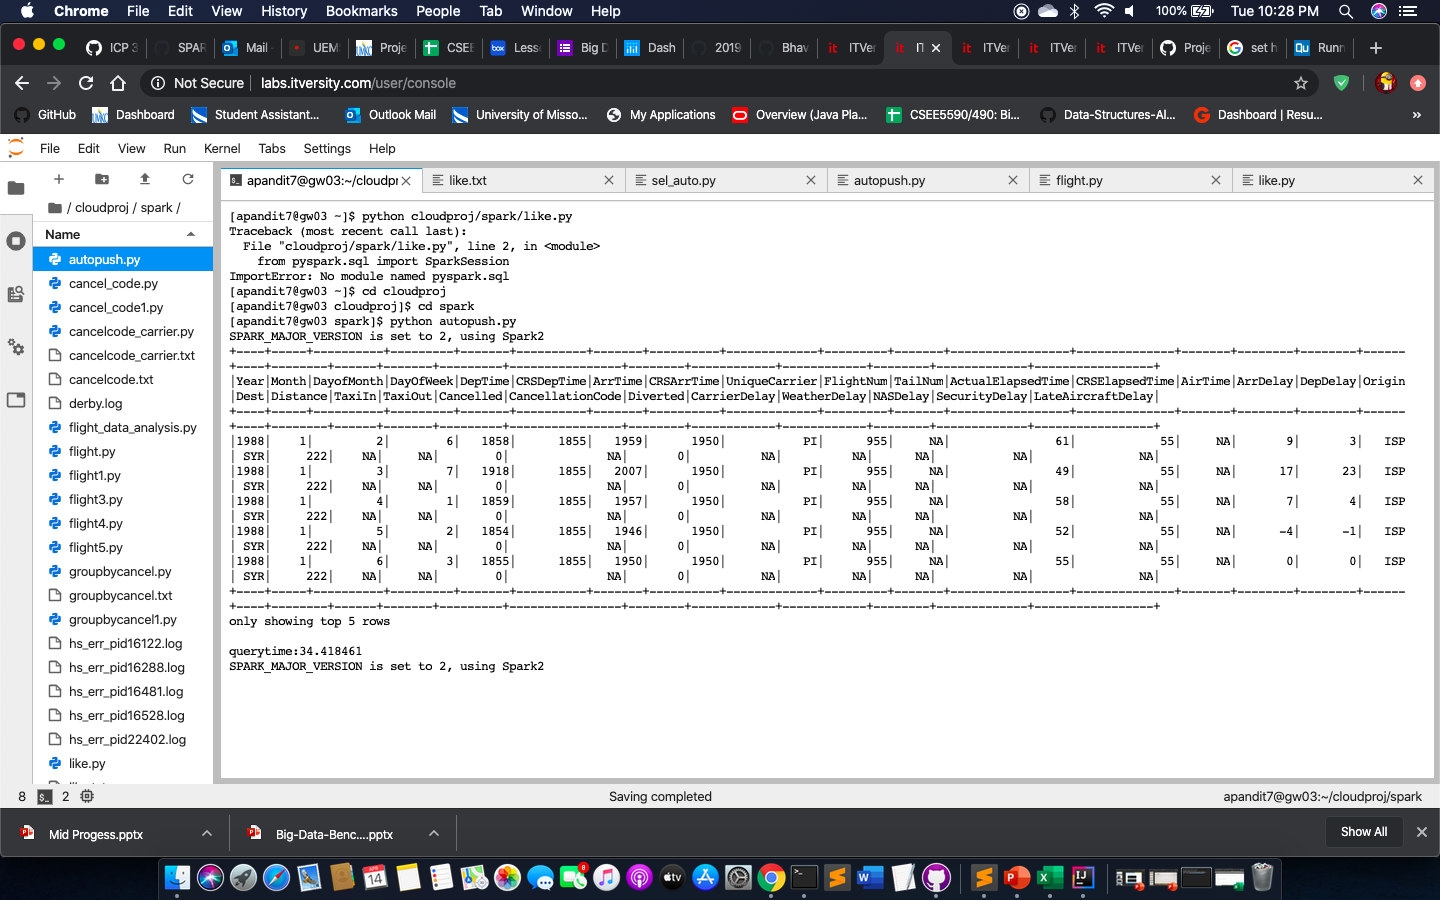 Chrome File Edit View History Bookmarks People Tab Window Help 100% Tue 10:28 PM
ICP 3 SPAR Mail UEM Proje CSEE Lesso Big D Dash 2019 Bhav ITVer IT ITVer ITVer ITVer Proje set h Runn
Not Secure | labs.itversity.com/user/console
GitHub Dashboard Student Assistant... Outlook Mail University of Misso... My Applications Overview (Java Pla... CSEE5590/490: Bi... Data-Structures-Al... Dashboard | Resu... »
File Edit View Run Kernel Tabs Settings Help
apandit7@gw03:~/cloudpr like.txt sel_auto.py autopush.py flight.py like.py
/ cloudproj / spark /
Name
autopush.py
cancel_code.py
cancel_code1.py
cancelcode_carrier.py
cancelcode_carrier.txt
cancelcode.txt
derby.log
flight_data_analysis.py
flight.py
flight1.py
flight3.py
flight4.py
flight5.py
groupbycancel.py
groupbycancel.txt
groupbycancel1.py
hs_err_pid16122.log
hs_err_pid16288.log
hs_err_pid16481.log
hs_err_pid16528.log
hs_err_pid22402.log
like.py
[apandit7@gw03 ~]$ python cloudproj/spark/like.py
Traceback (most recent call last):
  File "cloudproj/spark/like.py", line 2, in <module>
    from pyspark.sql import SparkSession
ImportError: No module named pyspark.sql
[apandit7@gw03 ~]$ cd cloudproj
[apandit7@gw03 cloudproj]$ cd spark
[apandit7@gw03 spark]$ python autopush.py
SPARK_MAJOR_VERSION is set to 2, using Spark2
+----+-----+----------+---------+-------+----------+-------+----------+-------------+---------+-------+-----------------+--------------+-------+--------+--------+------
+----+--------+------+-------+---------+----------------+--------+------------+------------+--------+-------------+-----------------+
|Year|Month|DayofMonth|DayOfWeek|DepTime|CRSDepTime|ArrTime|CRSArrTime|UniqueCarrier|FlightNum|TailNum|ActualElapsedTime|CRSElapsedTime|AirTime|ArrDelay|DepDelay|Origin
|Dest|Distance|TaxiIn|TaxiOut|Cancelled|CancellationCode|Diverted|CarrierDelay|WeatherDelay|NASDelay|SecurityDelay|LateAircraftDelay|
+----+-----+----------+---------+-------+----------+-------+----------+-------------+---------+-------+-----------------+--------------+-------+--------+--------+------
+----+--------+------+-------+---------+----------------+--------+------------+------------+--------+-------------+-----------------+
|1988| 1| 2| 6| 1858| 1855| 1959| 1950| PI| 955| NA| 61| 55| NA| 9| 3| ISP
| SYR| 222| NA| NA| 0| NA| 0| NA| NA| NA| NA| NA|
|1988| 1| 3| 7| 1918| 1855| 2007| 1950| PI| 955| NA| 49| 55| NA| 17| 23| ISP
| SYR| 222| NA| NA| 0| NA| 0| NA| NA| NA| NA| NA|
|1988| 1| 4| 1| 1859| 1855| 1957| 1950| PI| 955| NA| 58| 55| NA| 7| 4| ISP
| SYR| 222| NA| NA| 0| NA| 0| NA| NA| NA| NA| NA|
|1988| 1| 5| 2| 1854| 1855| 1946| 1950| PI| 955| NA| 52| 55| NA| -4| -1| ISP
| SYR| 222| NA| NA| 0| NA| 0| NA| NA| NA| NA| NA|
|1988| 1| 6| 3| 1855| 1855| 1950| 1950| PI| 955| NA| 55| 55| NA| 0| 0| ISP
| SYR| 222| NA| NA| 0| NA| 0| NA| NA| NA| NA| NA|
+----+-----+----------+---------+-------+----------+-------+----------+-------------+---------+-------+-----------------+--------------+-------+--------+--------+------
+----+--------+------+-------+---------+----------------+--------+------------+------------+--------+-------------+-----------------+
only showing top 5 rows
querytime:34.418461
SPARK_MAJOR_VERSION is set to 2, using Spark2
8 2 Saving completed apandit7@gw03:~/cloudproj/spark
Mid Progess.pptx Big-Data-Benc....pptx Show All